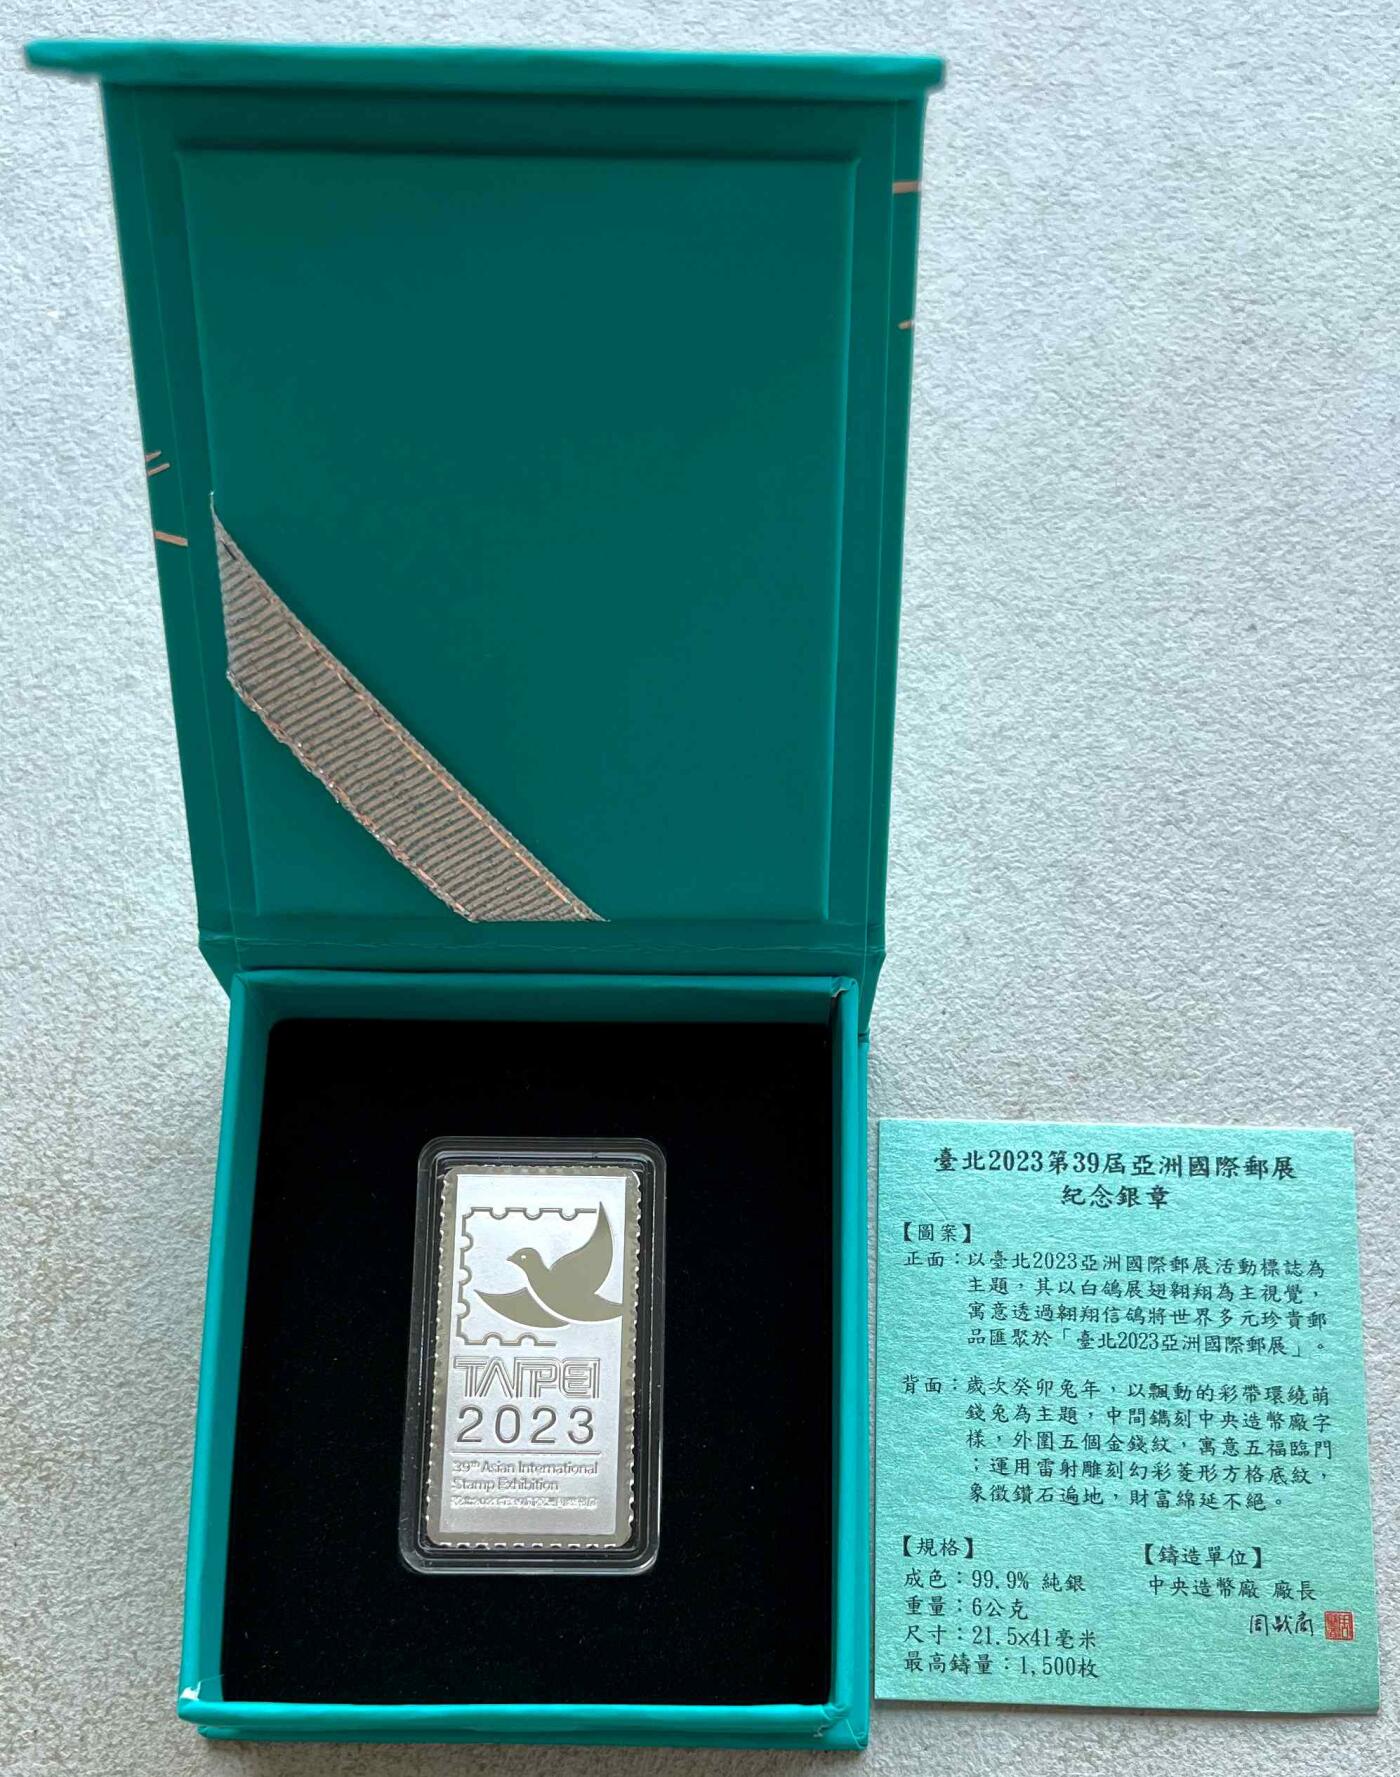 TAIPEI
2023
39th Asian International
Stamp Exhibition
臺北2023第39屆亞洲國際郵展
紀念銀章
【圖案】
正面：以臺北2023亞洲國際郵展活動標誌為
主題，其以白鴿展翅翱翔為主視覺，
寓意透過翱翔信鴿將世界多元珍貴郵
品匯聚於「臺北2023亞洲國際郵展」。
背面：歲次癸卯兔年，以飄動的彩帶環繞萌
錢兔為主題，中間鐫刻中央造幣廠字
樣，外圍五個金錢紋，寓意五福臨門
；運用雷射雕刻幻彩菱形方格底紋，
象徵鑽石遍地，財富綿延不絕。
【規格】
成色：99.9% 純銀
重量：6公克
尺寸：21.5x41毫米
最高鑄量：1,500枚
【鑄造單位】
中央造幣廠 廠長